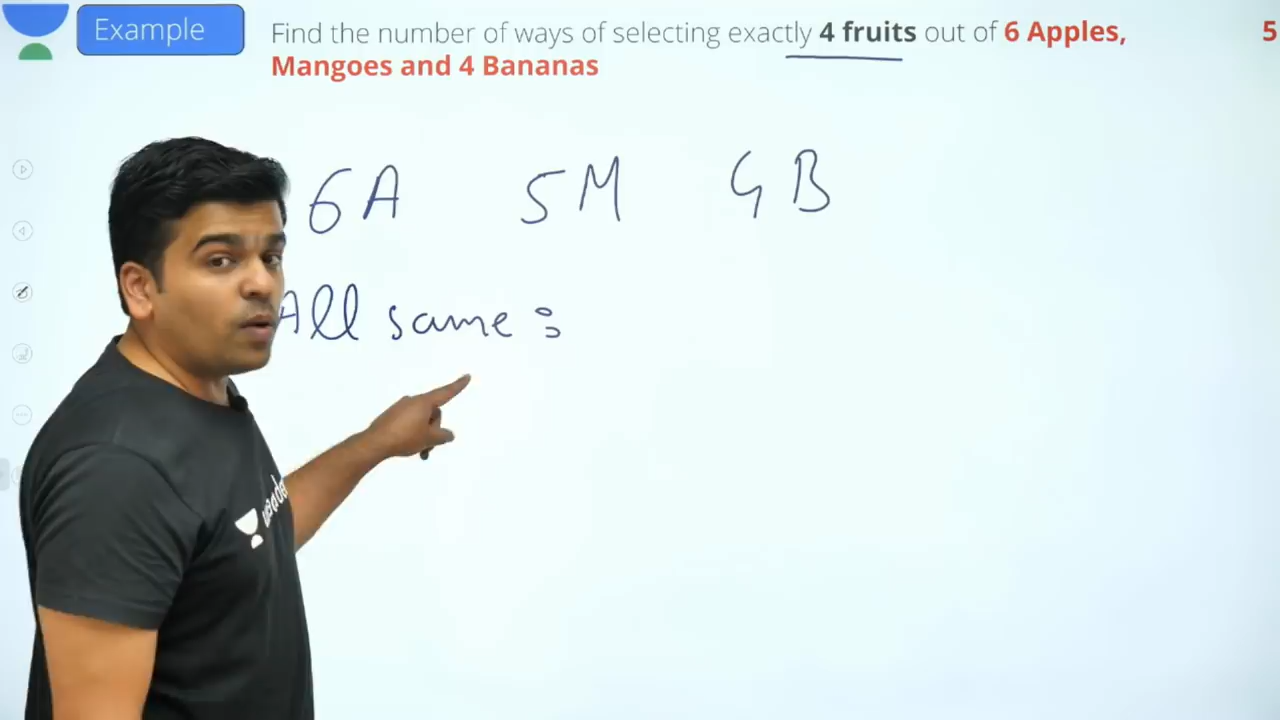 Example
Find the number of ways of selecting exactly 4 fruits out of 6 Apples, 5
Mangoes and 4 Bananas
6A 5M 4B
All same :